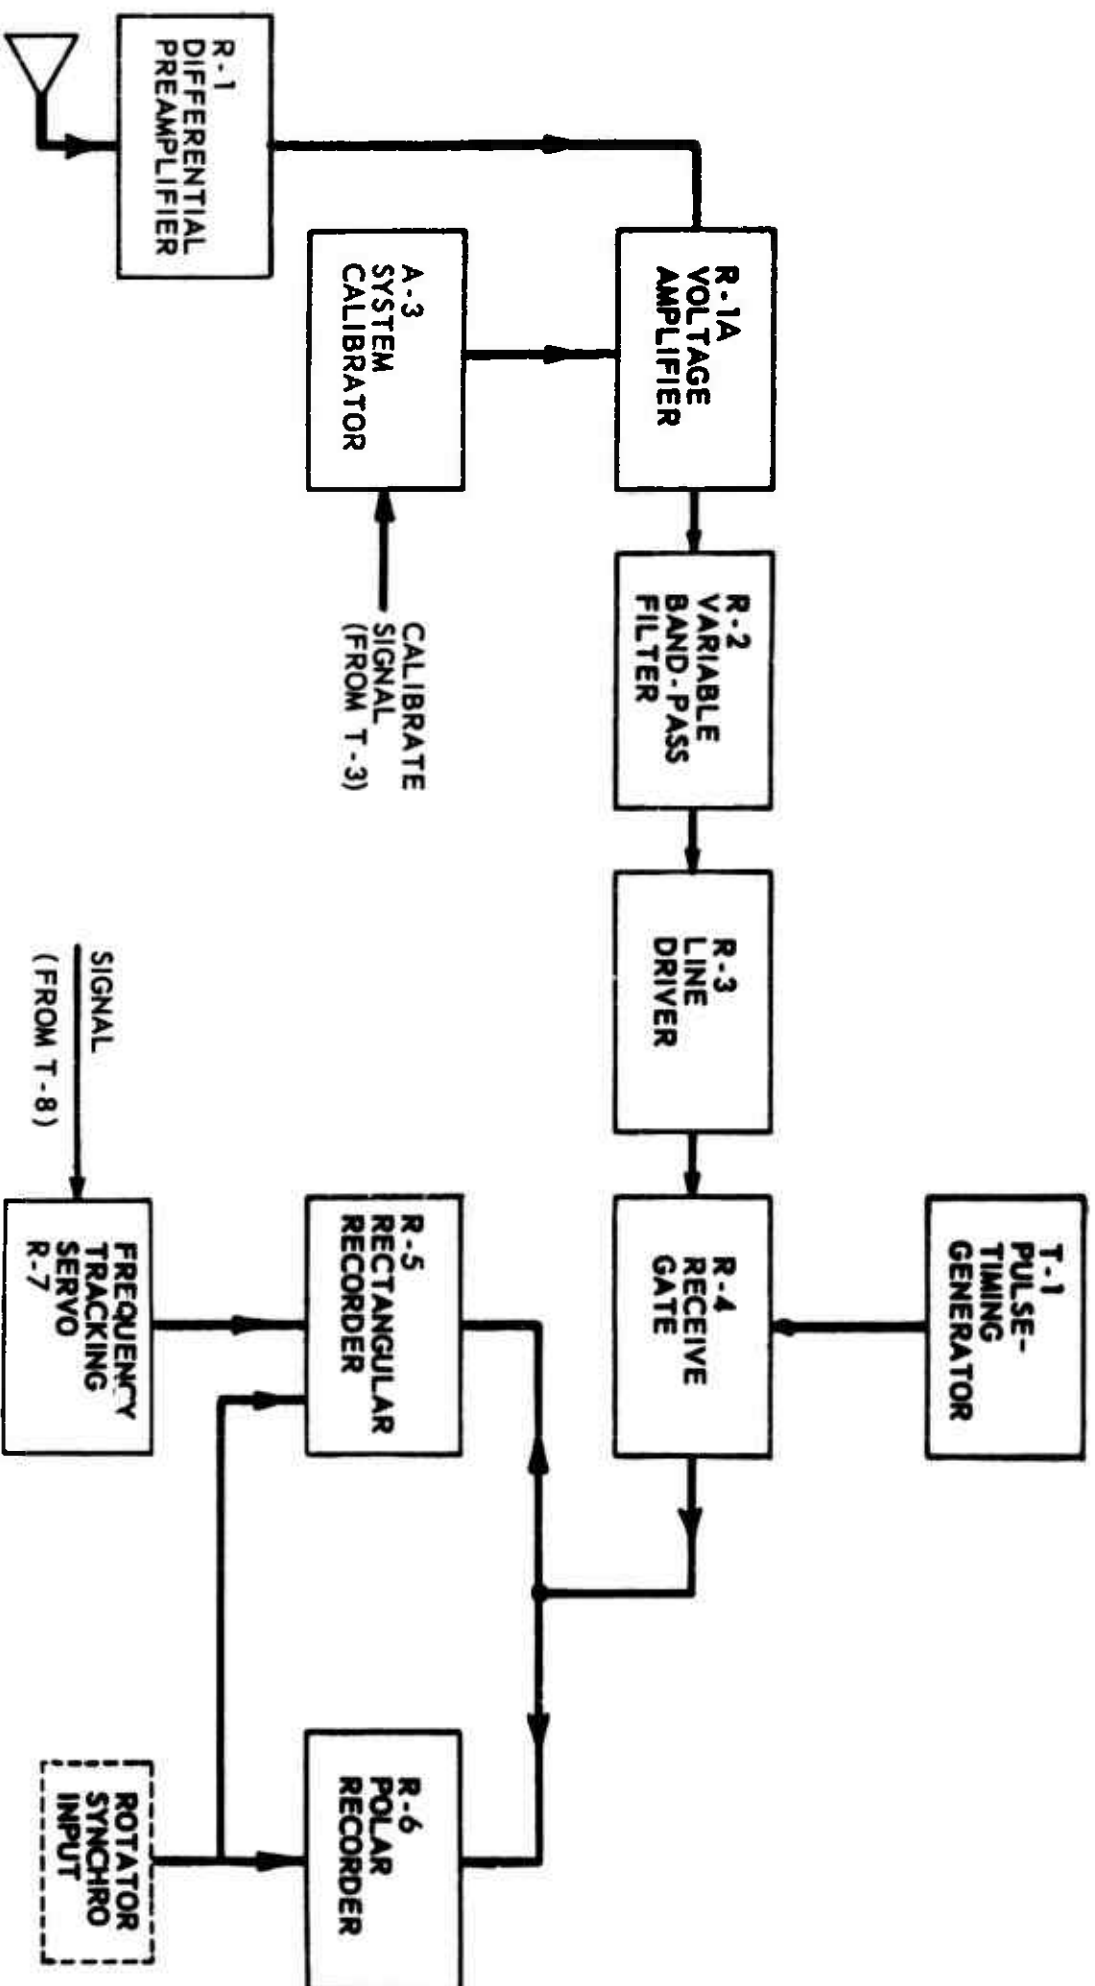 T-1
PULSE-
TIMING
GENERATOR
R-1A
VOLTAGE
AMPLIFIER
R-2
VARIABLE
BAND-PASS
FILTER
R-3
LINE
DRIVER
R-4
RECEIVE
GATE
A-3
SYSTEM
CALIBRATOR
CALIBRATE
SIGNAL
(FROM T-3)
R-5
RECTANGULAR
RECORDER
R-6
POLAR
RECORDER
R-1
DIFFERENTIAL
PREAMPLIFIER
SIGNAL
(FROM T-8)
FREQUENCY
TRACKING
SERVO
R-7
ROTATOR
SYNCHRO
INPUT